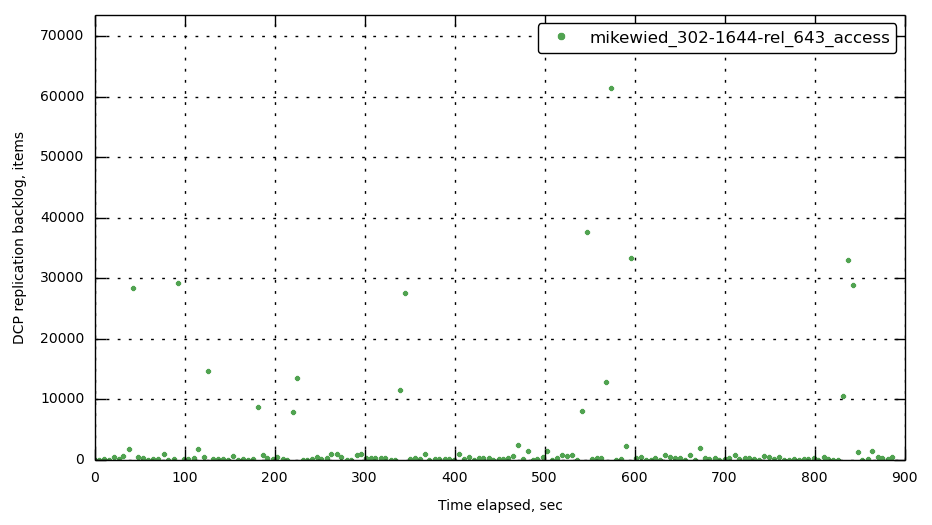 mikewied_302-1644-rel_643_access
DCP replication backlog, items
70000
60000
50000
40000
30000
20000
10000
0
0 100 200 300 400 500 600 700 800 900
Time elapsed, sec